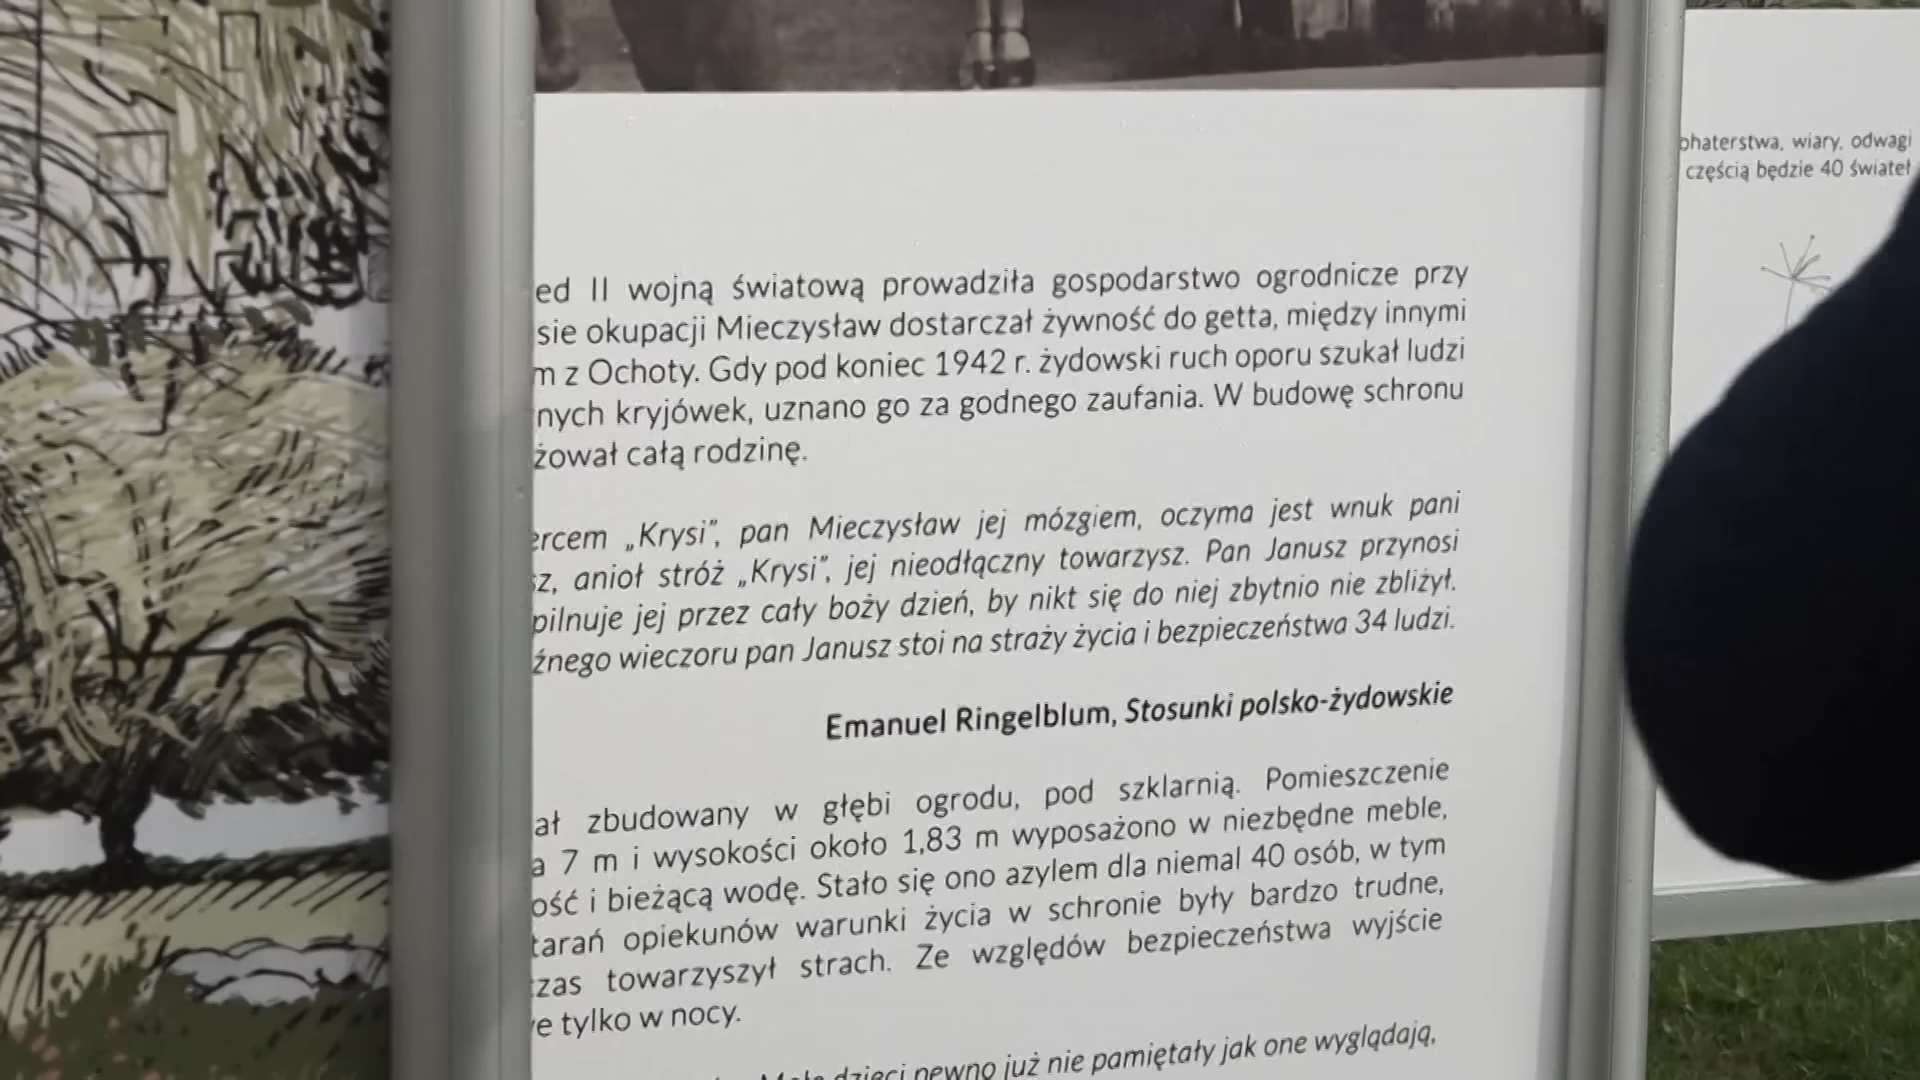 ed II wojną światową prowadziła gospodarstwo ogrodnicze przy
sie okupacji Mieczysław dostarczał żywność do getta, między innymi
m z Ochoty. Gdy pod koniec 1942 r. żydowski ruch oporu szukał ludzi
nych kryjówek, uznano go za godnego zaufania. W budowę schronu
żował całą rodzinę.
ercem „Krysi”, pan Mieczysław jej mózgiem, oczyma jest wnuk pani
sz, anioł stróż „Krysi”, jej nieodłączny towarzysz. Pan Janusz przynosi
pilnuje jej przez cały boży dzień, by nikt się do niej zbytnio nie zbliżył.
źnego wieczoru pan Janusz stoi na straży życia i bezpieczeństwa 34 ludzi.
Emanuel Ringelblum, Stosunki polsko-żydowskie
ał zbudowany w głębi ogrodu, pod szklarnią. Pomieszczenie
a 7 m i wysokości około 1,83 m wyposażono w niezbędne meble,
ość i bieżącą wodę. Stało się ono azylem dla niemal 40 osób, w tym
tarań opiekunów warunki życia w schronie były bardzo trudne,
zas towarzyszył strach. Ze względów bezpieczeństwa wyjście
e tylko w nocy.
dzieci pewno już nie pamiętały jak one wyglądają,
ohaterstwa, wiary, odwagi
częścią będzie 40 świateł